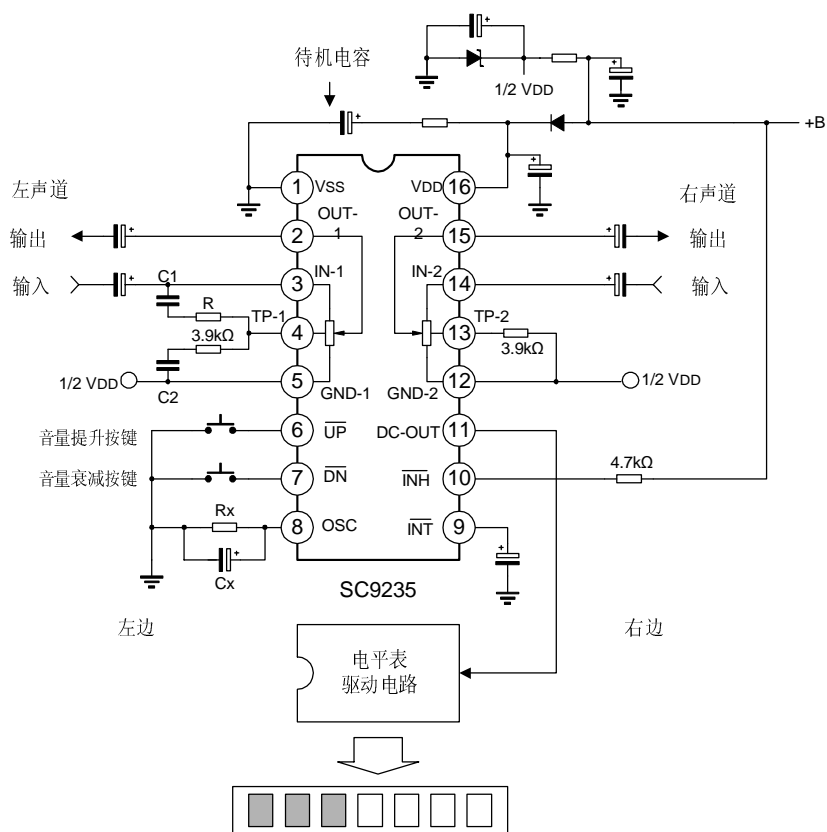 待机电容
1/2 VDD
+B
左声道
右声道
1
VSS
VDD
16
OUT-
1
OUT-
2
输出
2
15
输出
输入
C1
3
IN-1
IN-2
14
输入
R
3.9kΩ
TP-1
4
13
TP-2
3.9kΩ
1/2 VDD
C2
5
GND-1
GND-2
12
1/2 VDD
音量提升按键
6
UP
DC-OUT
11
音量衰减按键
7
DN
INH
10
4.7kΩ
Rx
Cx
8
OSC
INT
9
SC9235
左边
右边
电平表
驱动电路